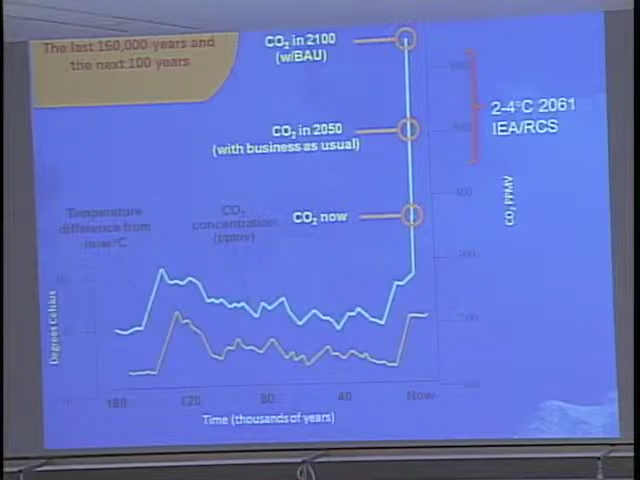 The last 160,000 years and
the next 100 years
CO₂ in 2100
(w/BAU)
CO₂ in 2050
(with business as usual)
CO₂ now
2-4°C 2061
IEA/RCS
CO₂ PPMV
Temperature
difference from
now °C
CO₂
concentration
(ppmv)
Degrees Celsius
160 120 80 40 Now
Time (thousands of years)